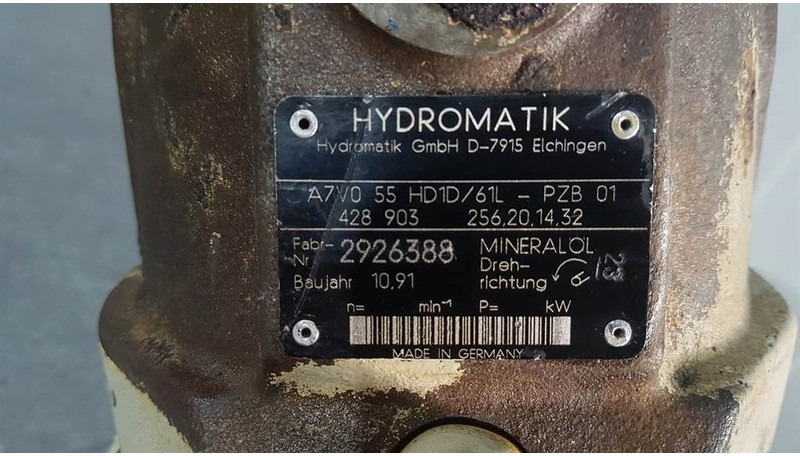 HYDROMATIK
Hydromatik GmbH D-7915 Elchingen
A7V0 55 HD1D/61L - PZB 01
428 903 256,20,14,32
Fabr-Nr 2926388 MINERALÖL
Baujahr 10,91 Dreh-richtung 23
n= min⁻¹ P= kW
MADE IN GERMANY